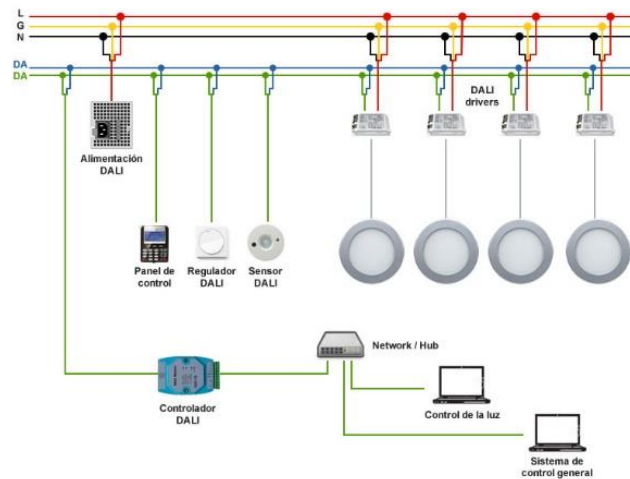 L
G
N
DA
DA
DALI
drivers
Alimentación
DALI
Panel de
control
Regulador
DALI
Sensor
DALI
Network / Hub
Controlador
DALI
Control de la luz
Sistema de
control general